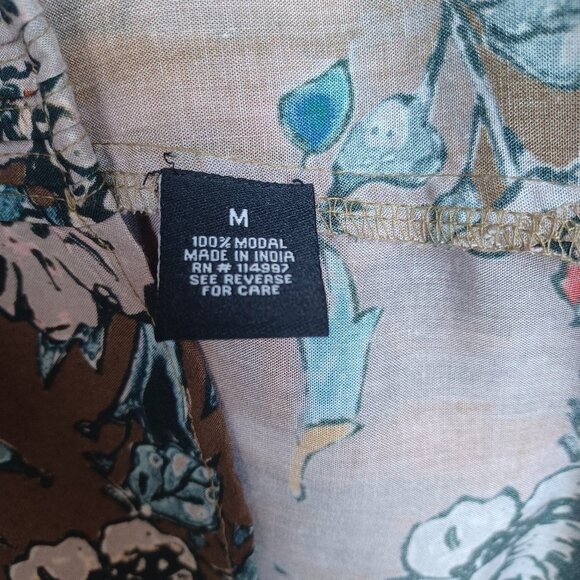 M
100% MODAL
MADE IN INDIA
RN # 114997
SEE REVERSE
FOR CARE